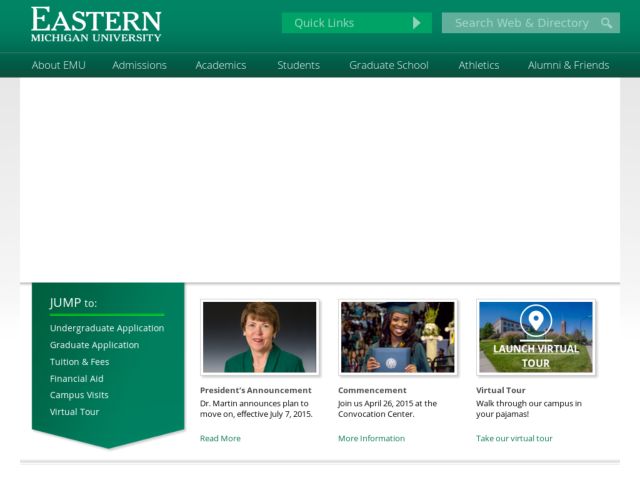 EASTERN
MICHIGAN UNIVERSITY
Quick Links
Search Web & Directory
About EMU
Admissions
Academics
Students
Graduate School
Athletics
Alumni & Friends
JUMP to:
Undergraduate Application
Graduate Application
Tuition & Fees
Financial Aid
Campus Visits
Virtual Tour
President's Announcement
Dr. Martin announces plan to
move on, effective July 7, 2015.
Read More
Commencement
Join us April 26, 2015 at the
Convocation Center.
More Information
LAUNCH VIRTUAL
TOUR
Virtual Tour
Walk through our campus in
your pajamas!
Take our virtual tour